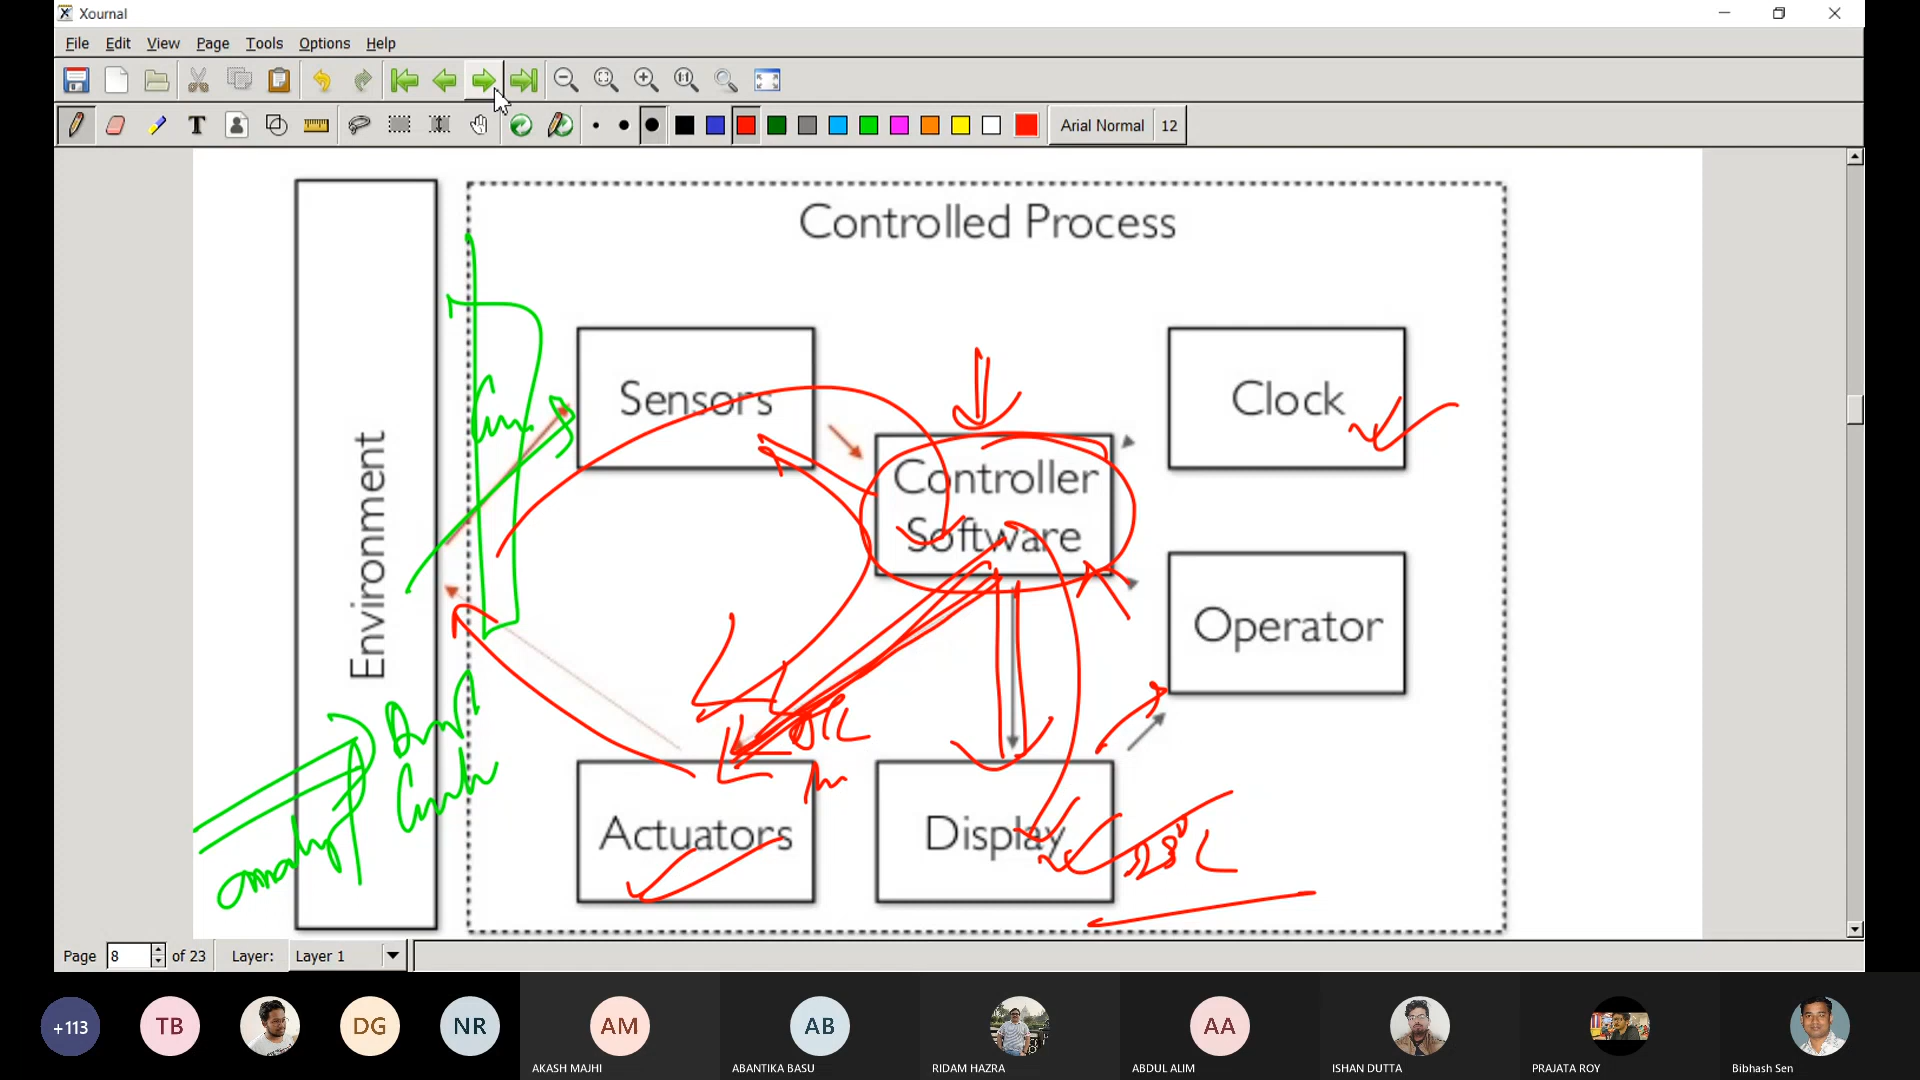 Xournal
File Edit View Page Tools Options Help
Arial Normal 12
Controlled Process
Environment
Sensors
Clock
Controller
Software
Operator
Actuators
Display
Page 8 of 23 Layer: Layer 1
+113 TB DG NR AM AB AA
AKASH MAJHI ABANTIKA BASU RIDAM HAZRA ABDUL ALIM ISHAN DUTTA PRAJATA ROY Bibhash Sen